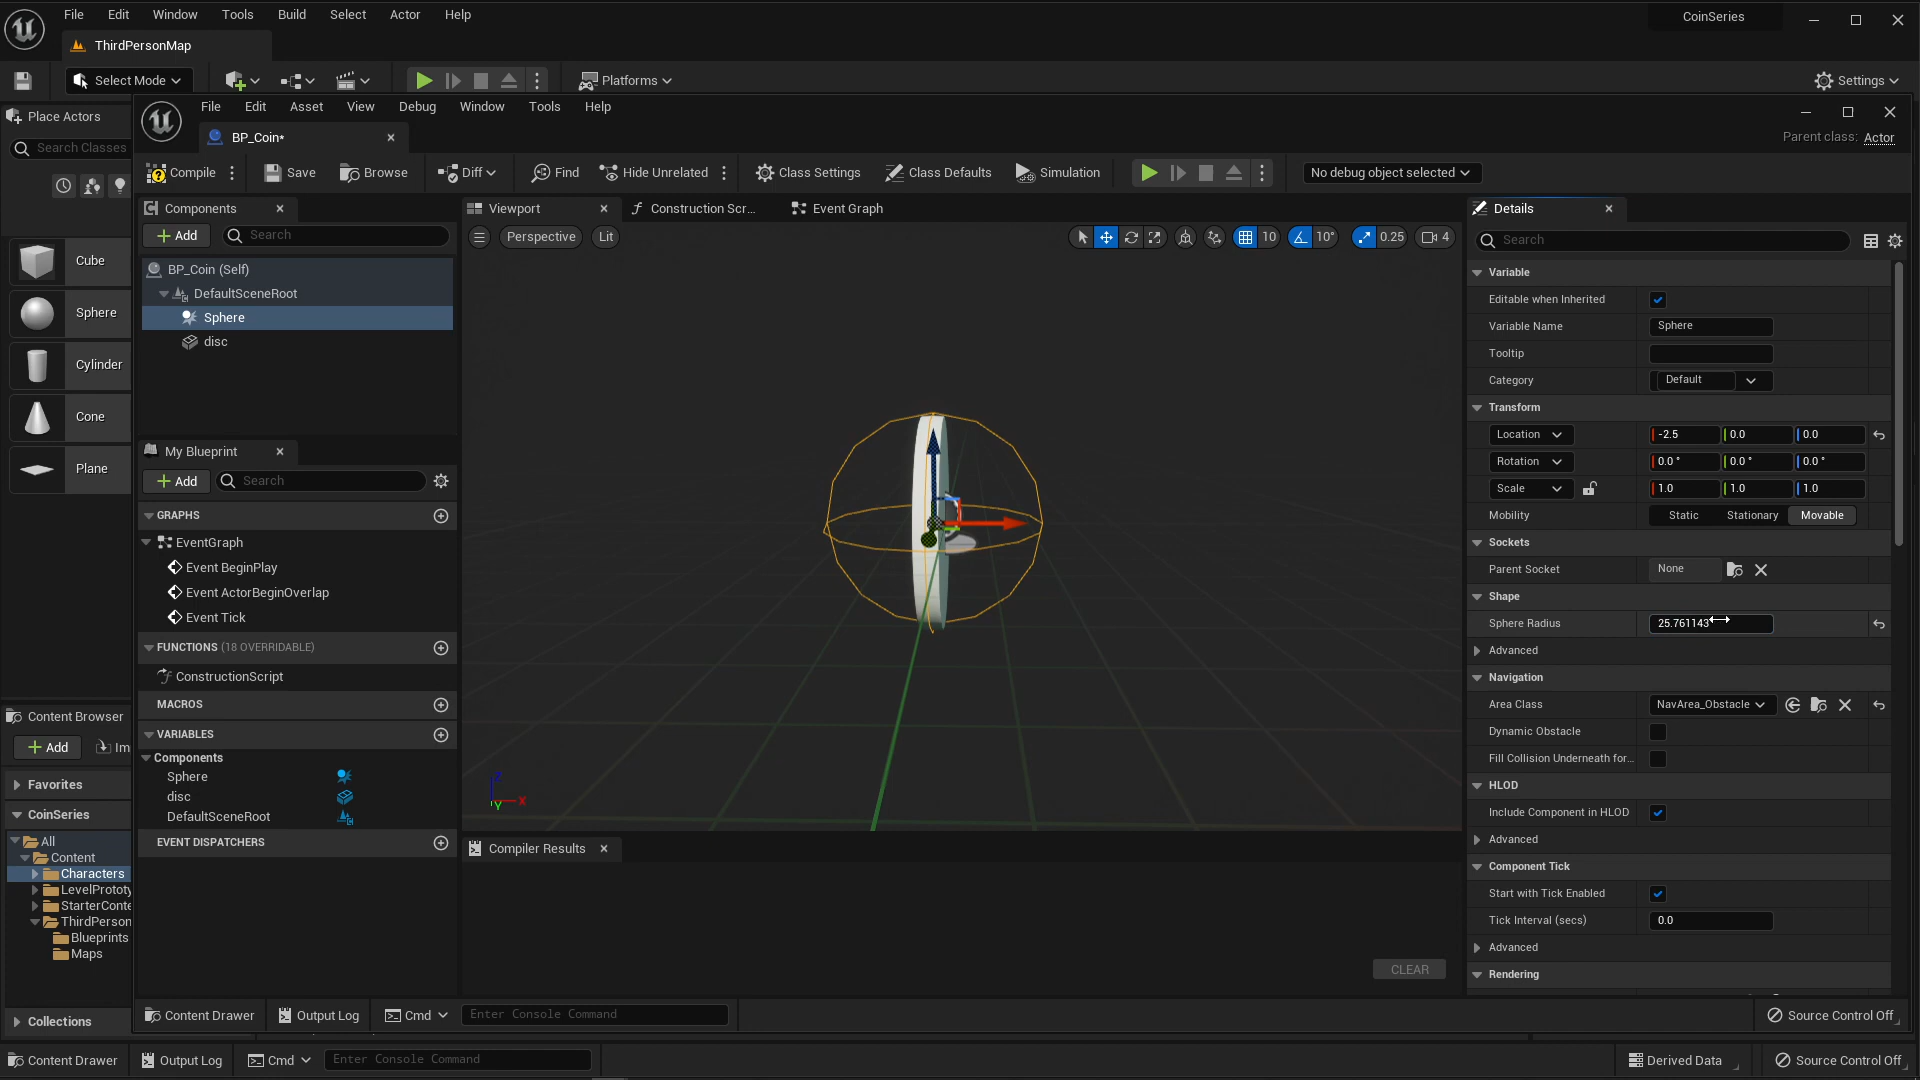 File Edit Window Tools Build Select Actor Help
CoinSeries
ThirdPersonMap
Select Mode
Platforms
Settings
Place Actors
Search Classes
Cube
Sphere
Cylinder
Cone
Plane
Content Browser
Add
Im
Favorites
CoinSeries
All
Content
Characters
LevelPrototy
StarterConte
ThirdPerson
Blueprints
Maps
Collections
File Edit Asset View Debug Window Tools Help
BP_Coin*
Parent class: Actor
Compile
Save
Browse
Diff
Find
Hide Unrelated
Class Settings
Class Defaults
Simulation
No debug object selected
Components
Add
Search
BP_Coin (Self)
DefaultSceneRoot
Sphere
disc
My Blueprint
Add
Search
GRAPHS
EventGraph
Event BeginPlay
Event ActorBeginOverlap
Event Tick
FUNCTIONS (18 OVERRIDABLE)
ConstructionScript
MACROS
VARIABLES
Components
Sphere
disc
DefaultSceneRoot
EVENT DISPATCHERS
Viewport
Construction Scr...
Event Graph
Perspective
Lit
10
10°
0.25
4
Z
X
Y
Compiler Results
CLEAR
Details
Search
Variable
Editable when Inherited
Variable Name Sphere
Tooltip
Category Default
Transform
Location -2.5 0.0 0.0
Rotation 0.0 ° 0.0 ° 0.0 °
Scale 1.0 1.0 1.0
Mobility Static Stationary Movable
Sockets
Parent Socket None
Shape
Sphere Radius 25.761143
Advanced
Navigation
Area Class NavArea_Obstacle
Dynamic Obstacle
Fill Collision Underneath for...
HLOD
Include Component in HLOD
Advanced
Component Tick
Start with Tick Enabled
Tick Interval (secs) 0.0
Advanced
Rendering
Content Drawer Output Log Cmd Enter Console Command Source Control Off
Content Drawer Output Log Cmd Enter Console Command Derived Data Source Control Off